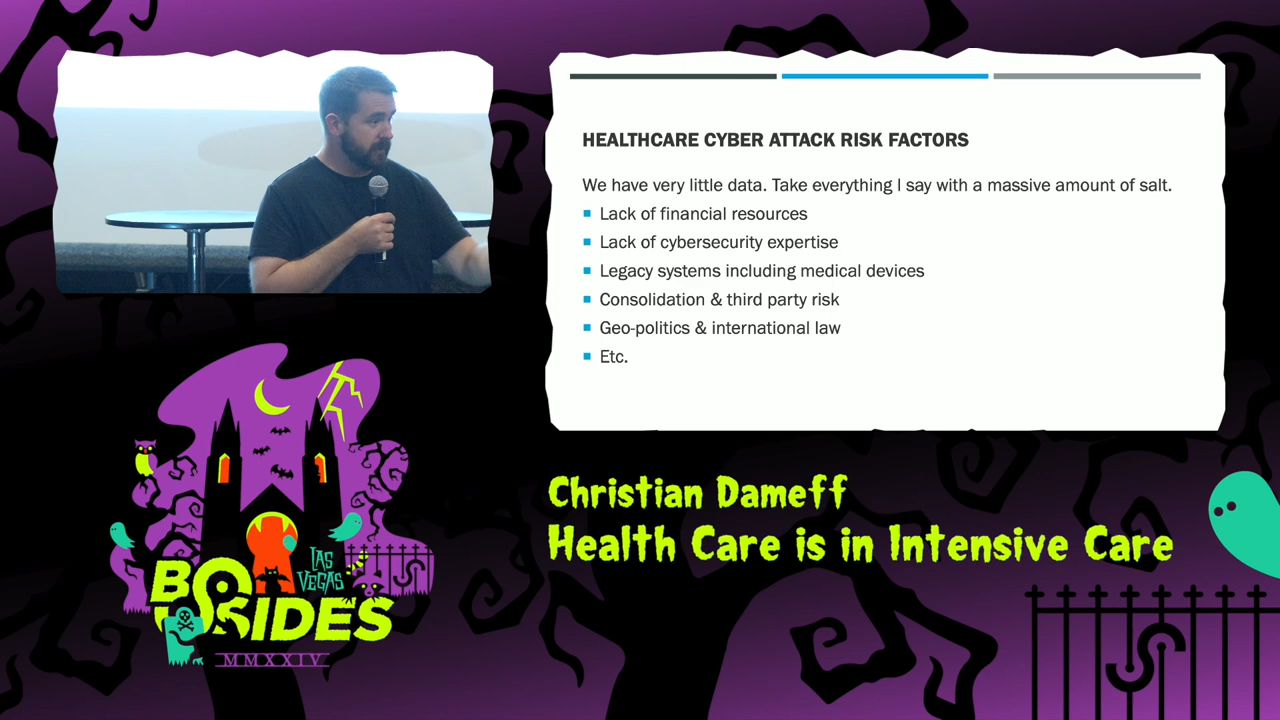 HEALTHCARE CYBER ATTACK RISK FACTORS
We have very little data. Take everything I say with a massive amount of salt.
Lack of financial resources
Lack of cybersecurity expertise
Legacy systems including medical devices
Consolidation & third party risk
Geo-politics & international law
Etc.
Christian Dameff
Health Care is in Intensive Care
LAS
VEGAS
BSIDES
MMXXIV